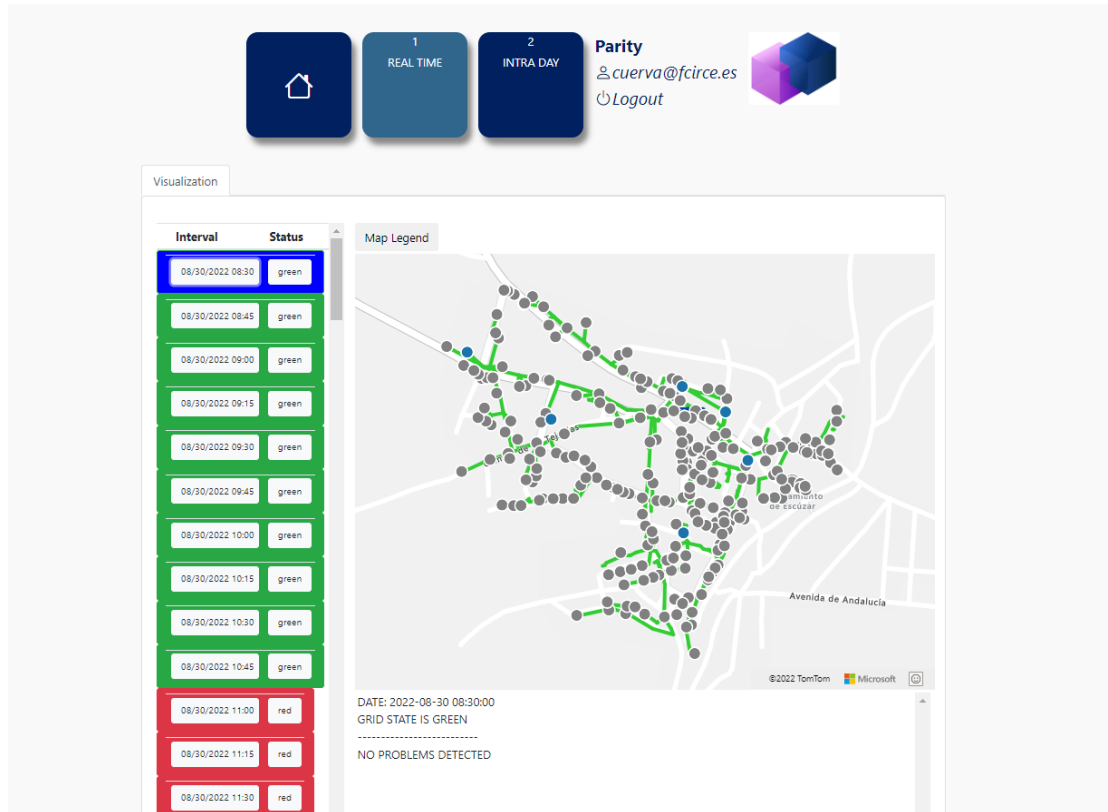 1
REAL TIME
2
INTRA DAY
Parity
cuerva@fcirce.es
Logout
Visualization
Interval Status
08/30/2022 08:30 green
08/30/2022 08:45 green
08/30/2022 09:00 green
08/30/2022 09:15 green
08/30/2022 09:30 green
08/30/2022 09:45 green
08/30/2022 10:00 green
08/30/2022 10:15 green
08/30/2022 10:30 green
08/30/2022 10:45 green
08/30/2022 11:00 red
08/30/2022 11:15 red
08/30/2022 11:30 red
Map Legend
de Escúzar
Avenida de Andalucía
©2022 TomTom Microsoft
DATE: 2022-08-30 08:30:00
GRID STATE IS GREEN
-------------------------
NO PROBLEMS DETECTED